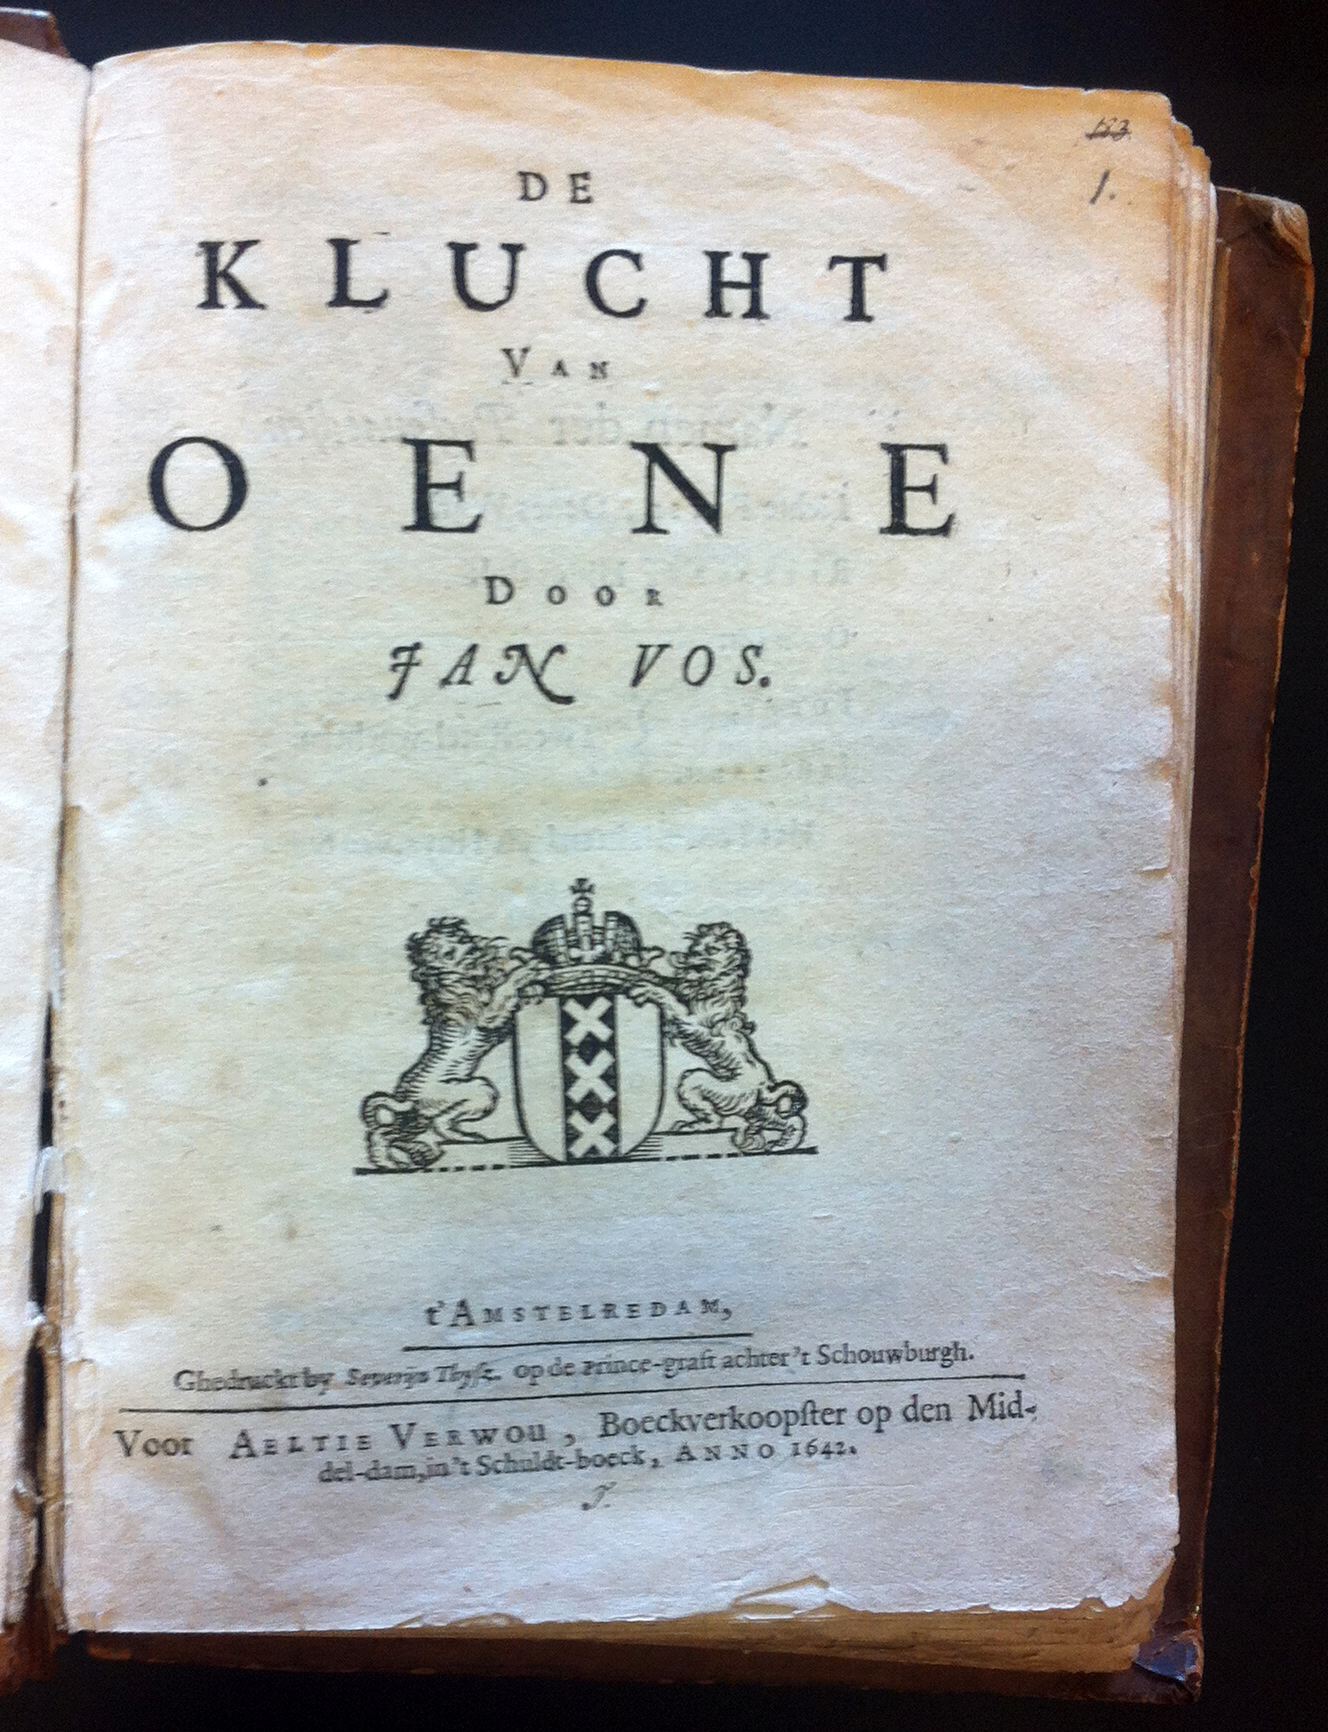 1.
DE
KLUCHT
VAN
OENE
DOOR
JAN VOS.
t'AMSTELREDAM,
Ghedruckt by Severijn Thysz. op de Prince-graft achter 't Schouwburgh.
Voor AELTIE VERWOU, Boeckverkoopster op den Mid-
del-dam, in 't Schuldt-boeck, ANNO 1642.